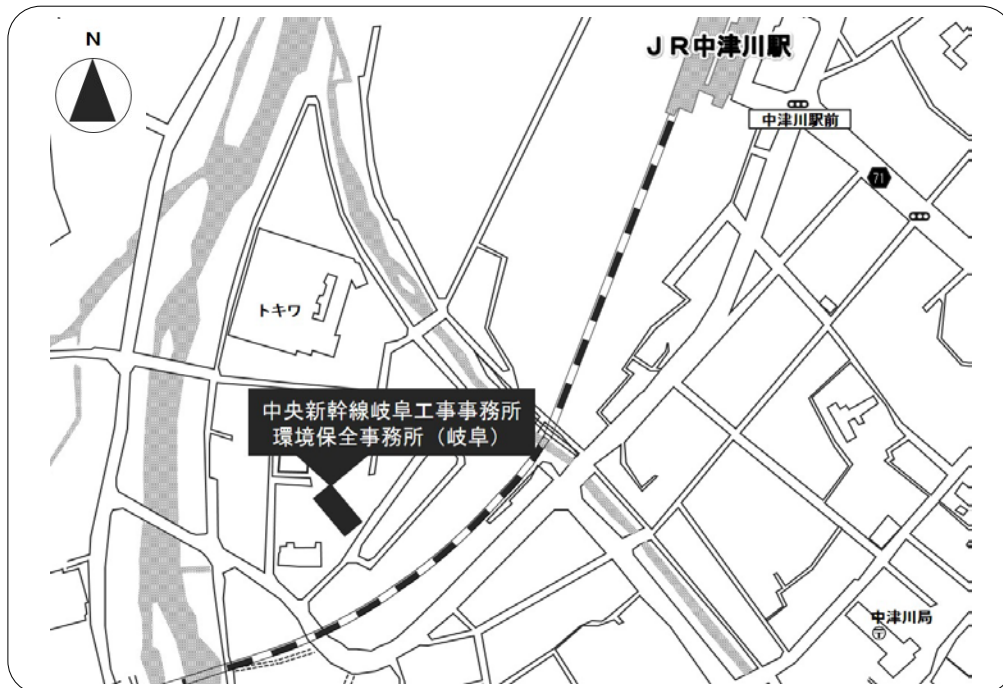 N
JR中津川駅
中津川駅前
71
トキワ
中央新幹線岐阜工事事務所
環境保全事務所（岐阜）
中津川局
〒